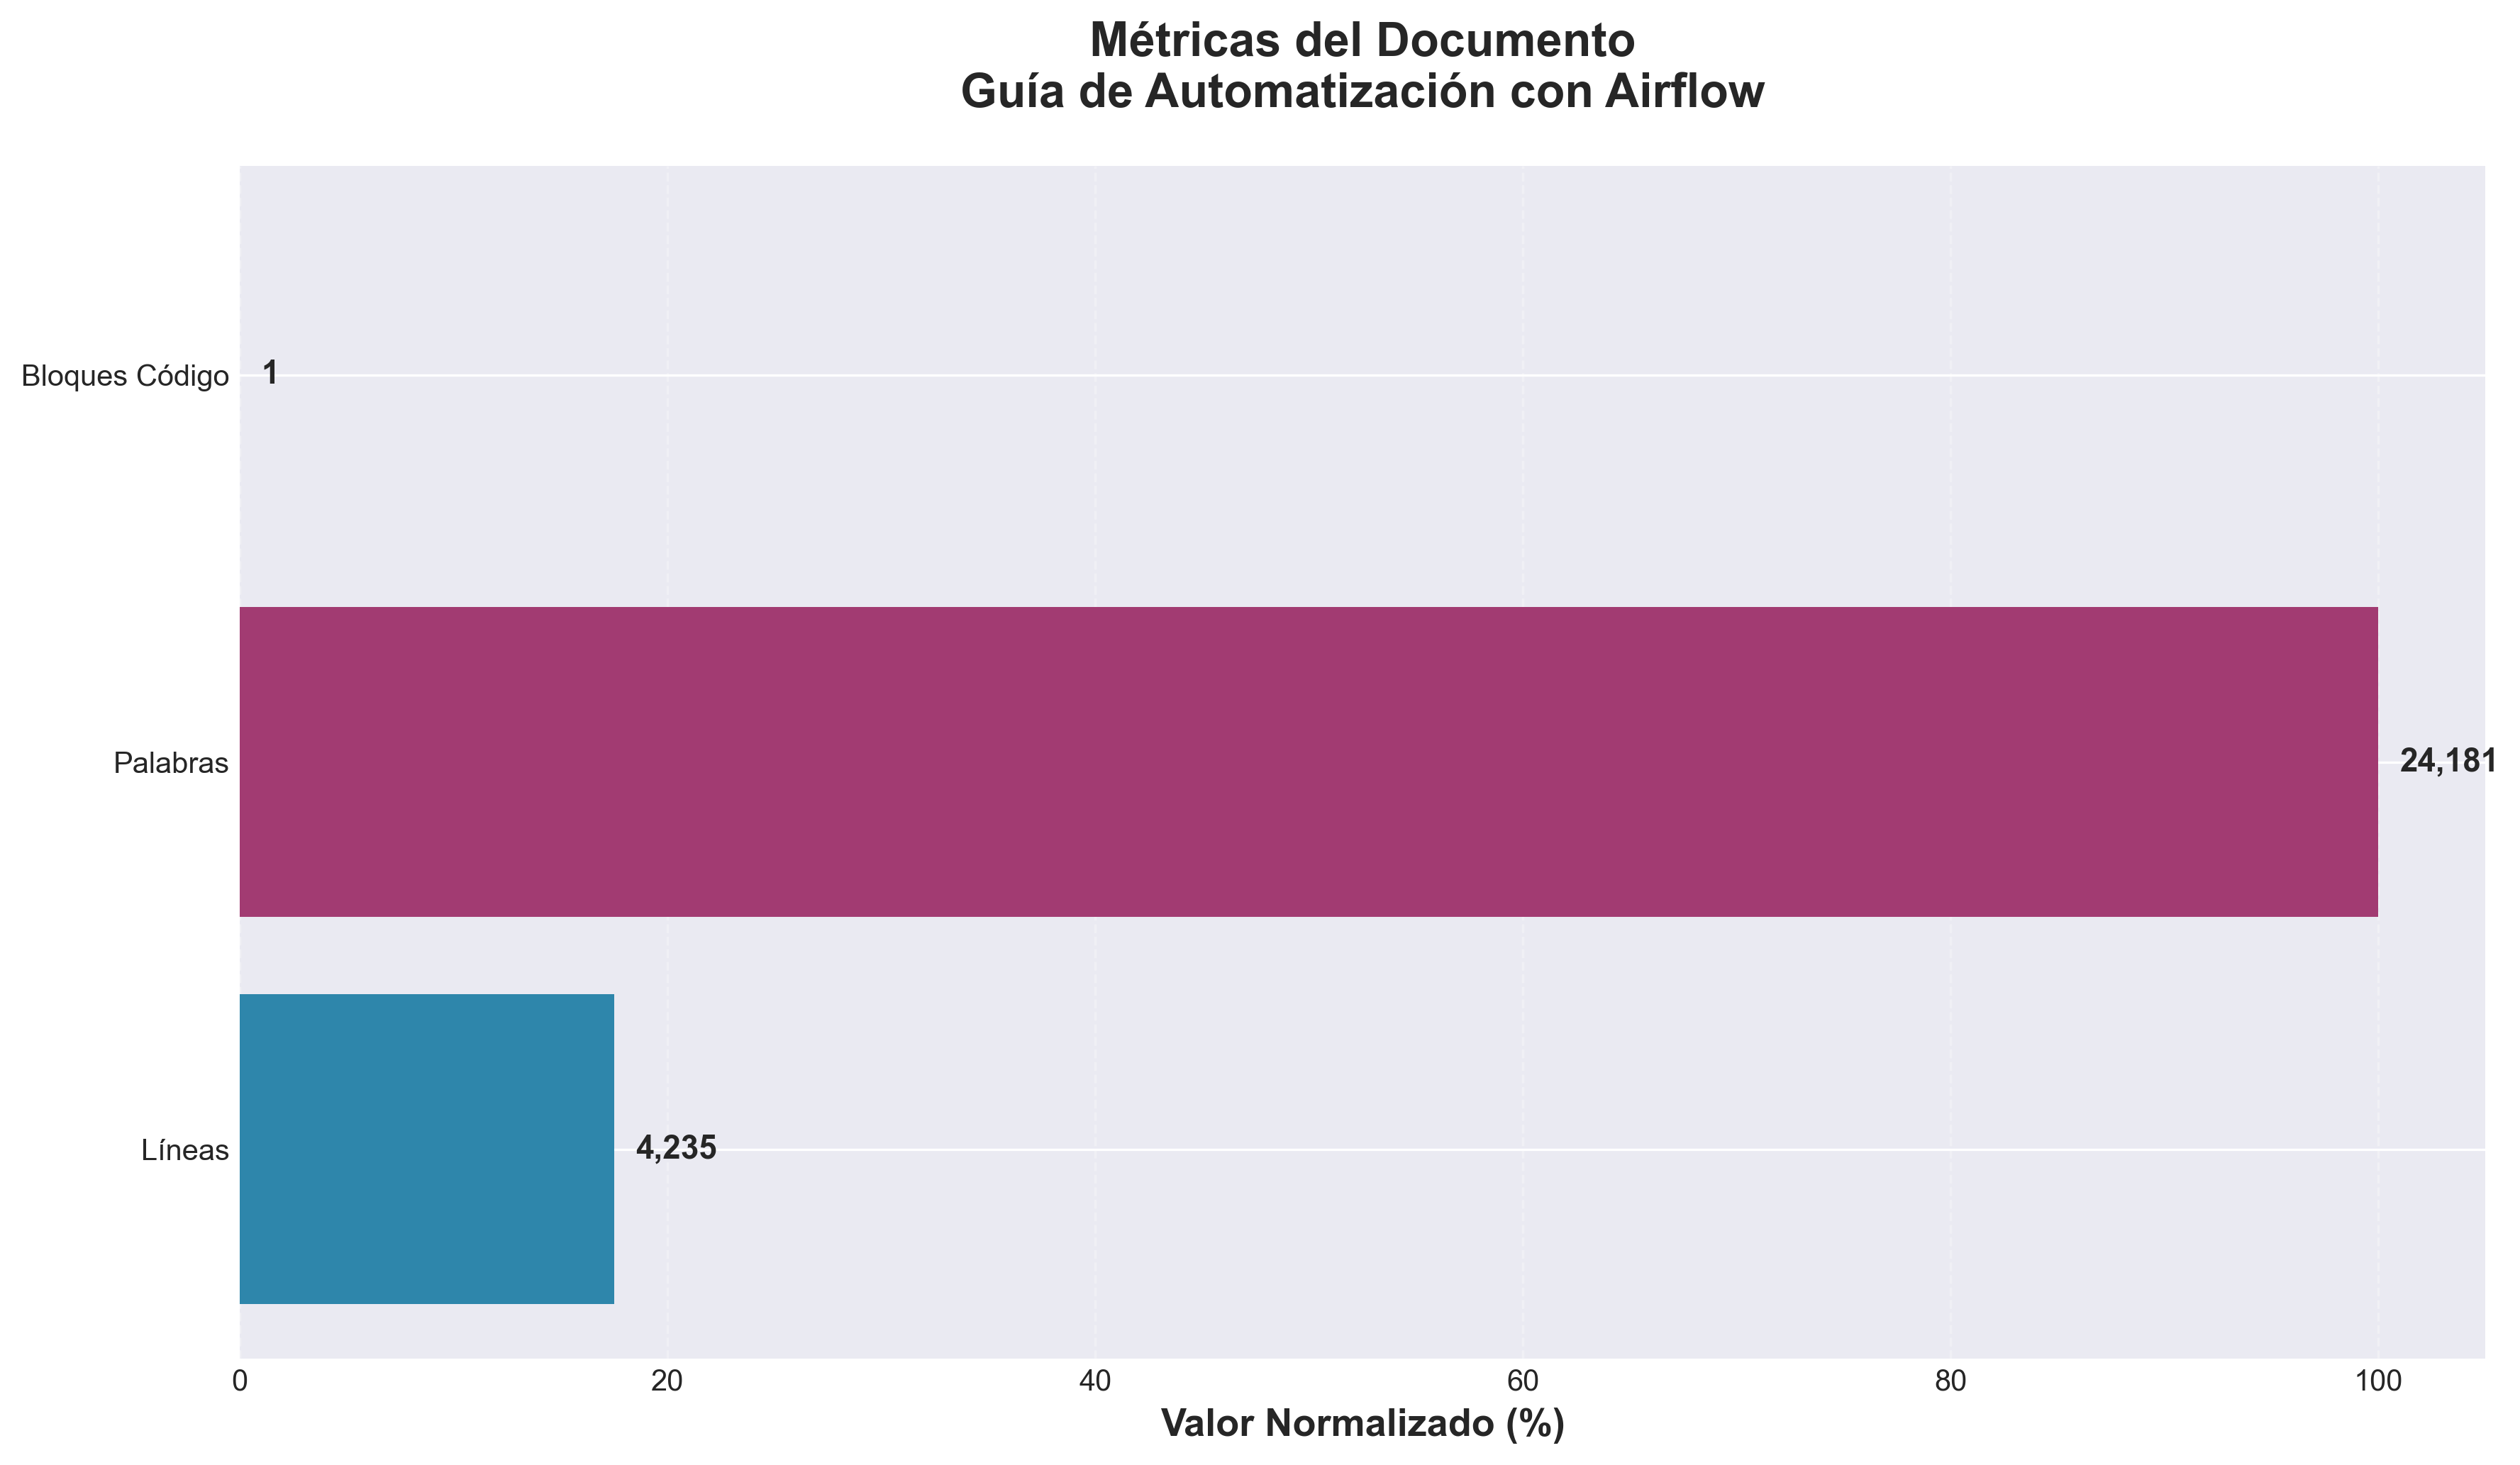 Métricas del Documento
Guía de Automatización con Airflow
Bloques Código
1
Palabras
24,181
Líneas
4,235
0 20 40 60 80 100
Valor Normalizado (%)